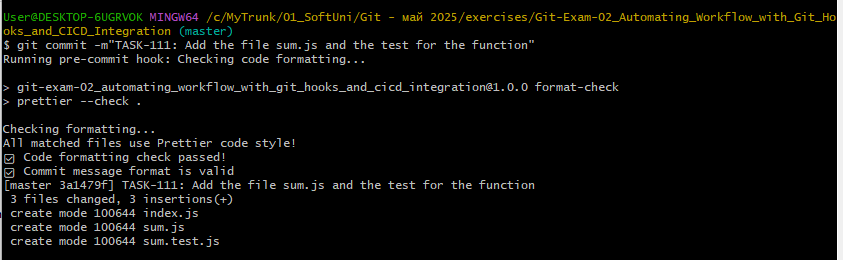 User@DESKTOP-6UGRVOK MINGW64 /c/MyTrunk/01_SoftUni/Git - май 2025/exercises/Git-Exam-02_Automating_Workflow_with_Git_Ho
oks_and_CICD_Integration (master)
$ git commit -m"TASK-111: Add the file sum.js and the test for the function"
Running pre-commit hook: Checking code formatting...
> git-exam-02_automating_workflow_with_git_hooks_and_cicd_integration@1.0.0 format-check
> prettier --check .
Checking formatting...
All matched files use Prettier code style!
☑ Code formatting check passed!
☑ Commit message format is valid
[master 3a1479f] TASK-111: Add the file sum.js and the test for the function
 3 files changed, 3 insertions(+)
 create mode 100644 index.js
 create mode 100644 sum.js
 create mode 100644 sum.test.js